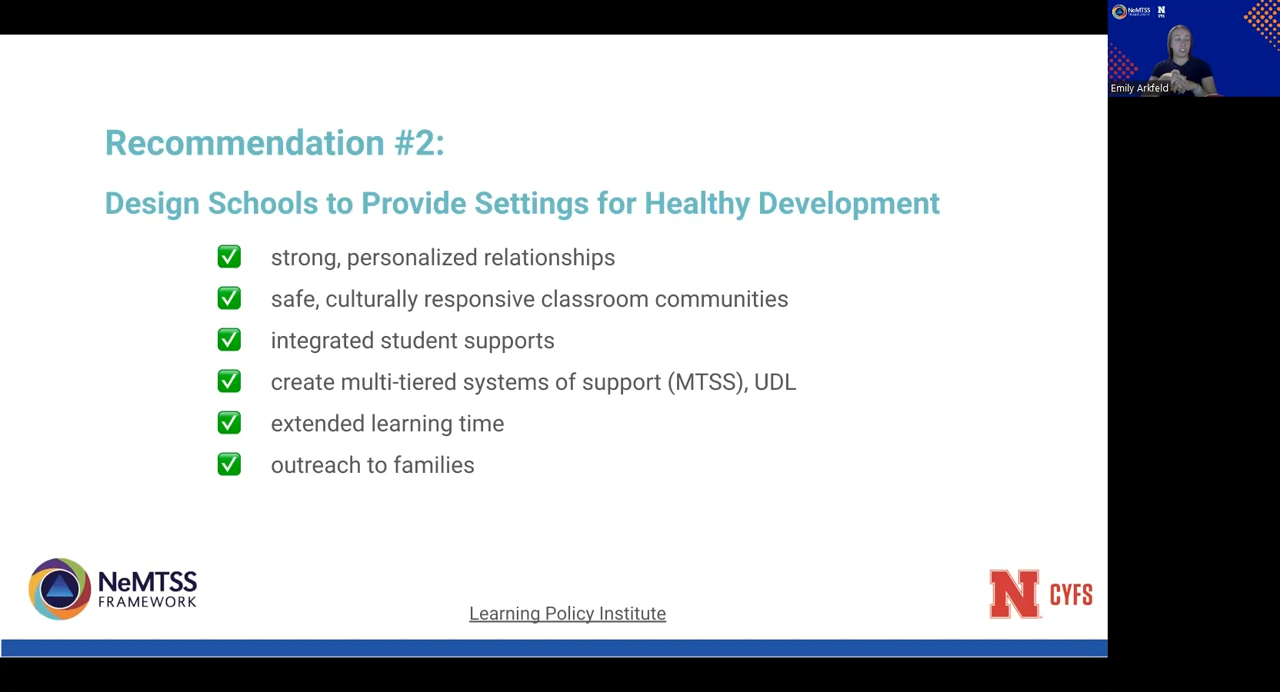 Recommendation #2:
Design Schools to Provide Settings for Healthy Development
strong, personalized relationships
safe, culturally responsive classroom communities
integrated student supports
create multi-tiered systems of support (MTSS), UDL
extended learning time
outreach to families
NeMTSS
FRAMEWORK
Learning Policy Institute
N CYFS
NeMTSS
N
Emily Arkfeld